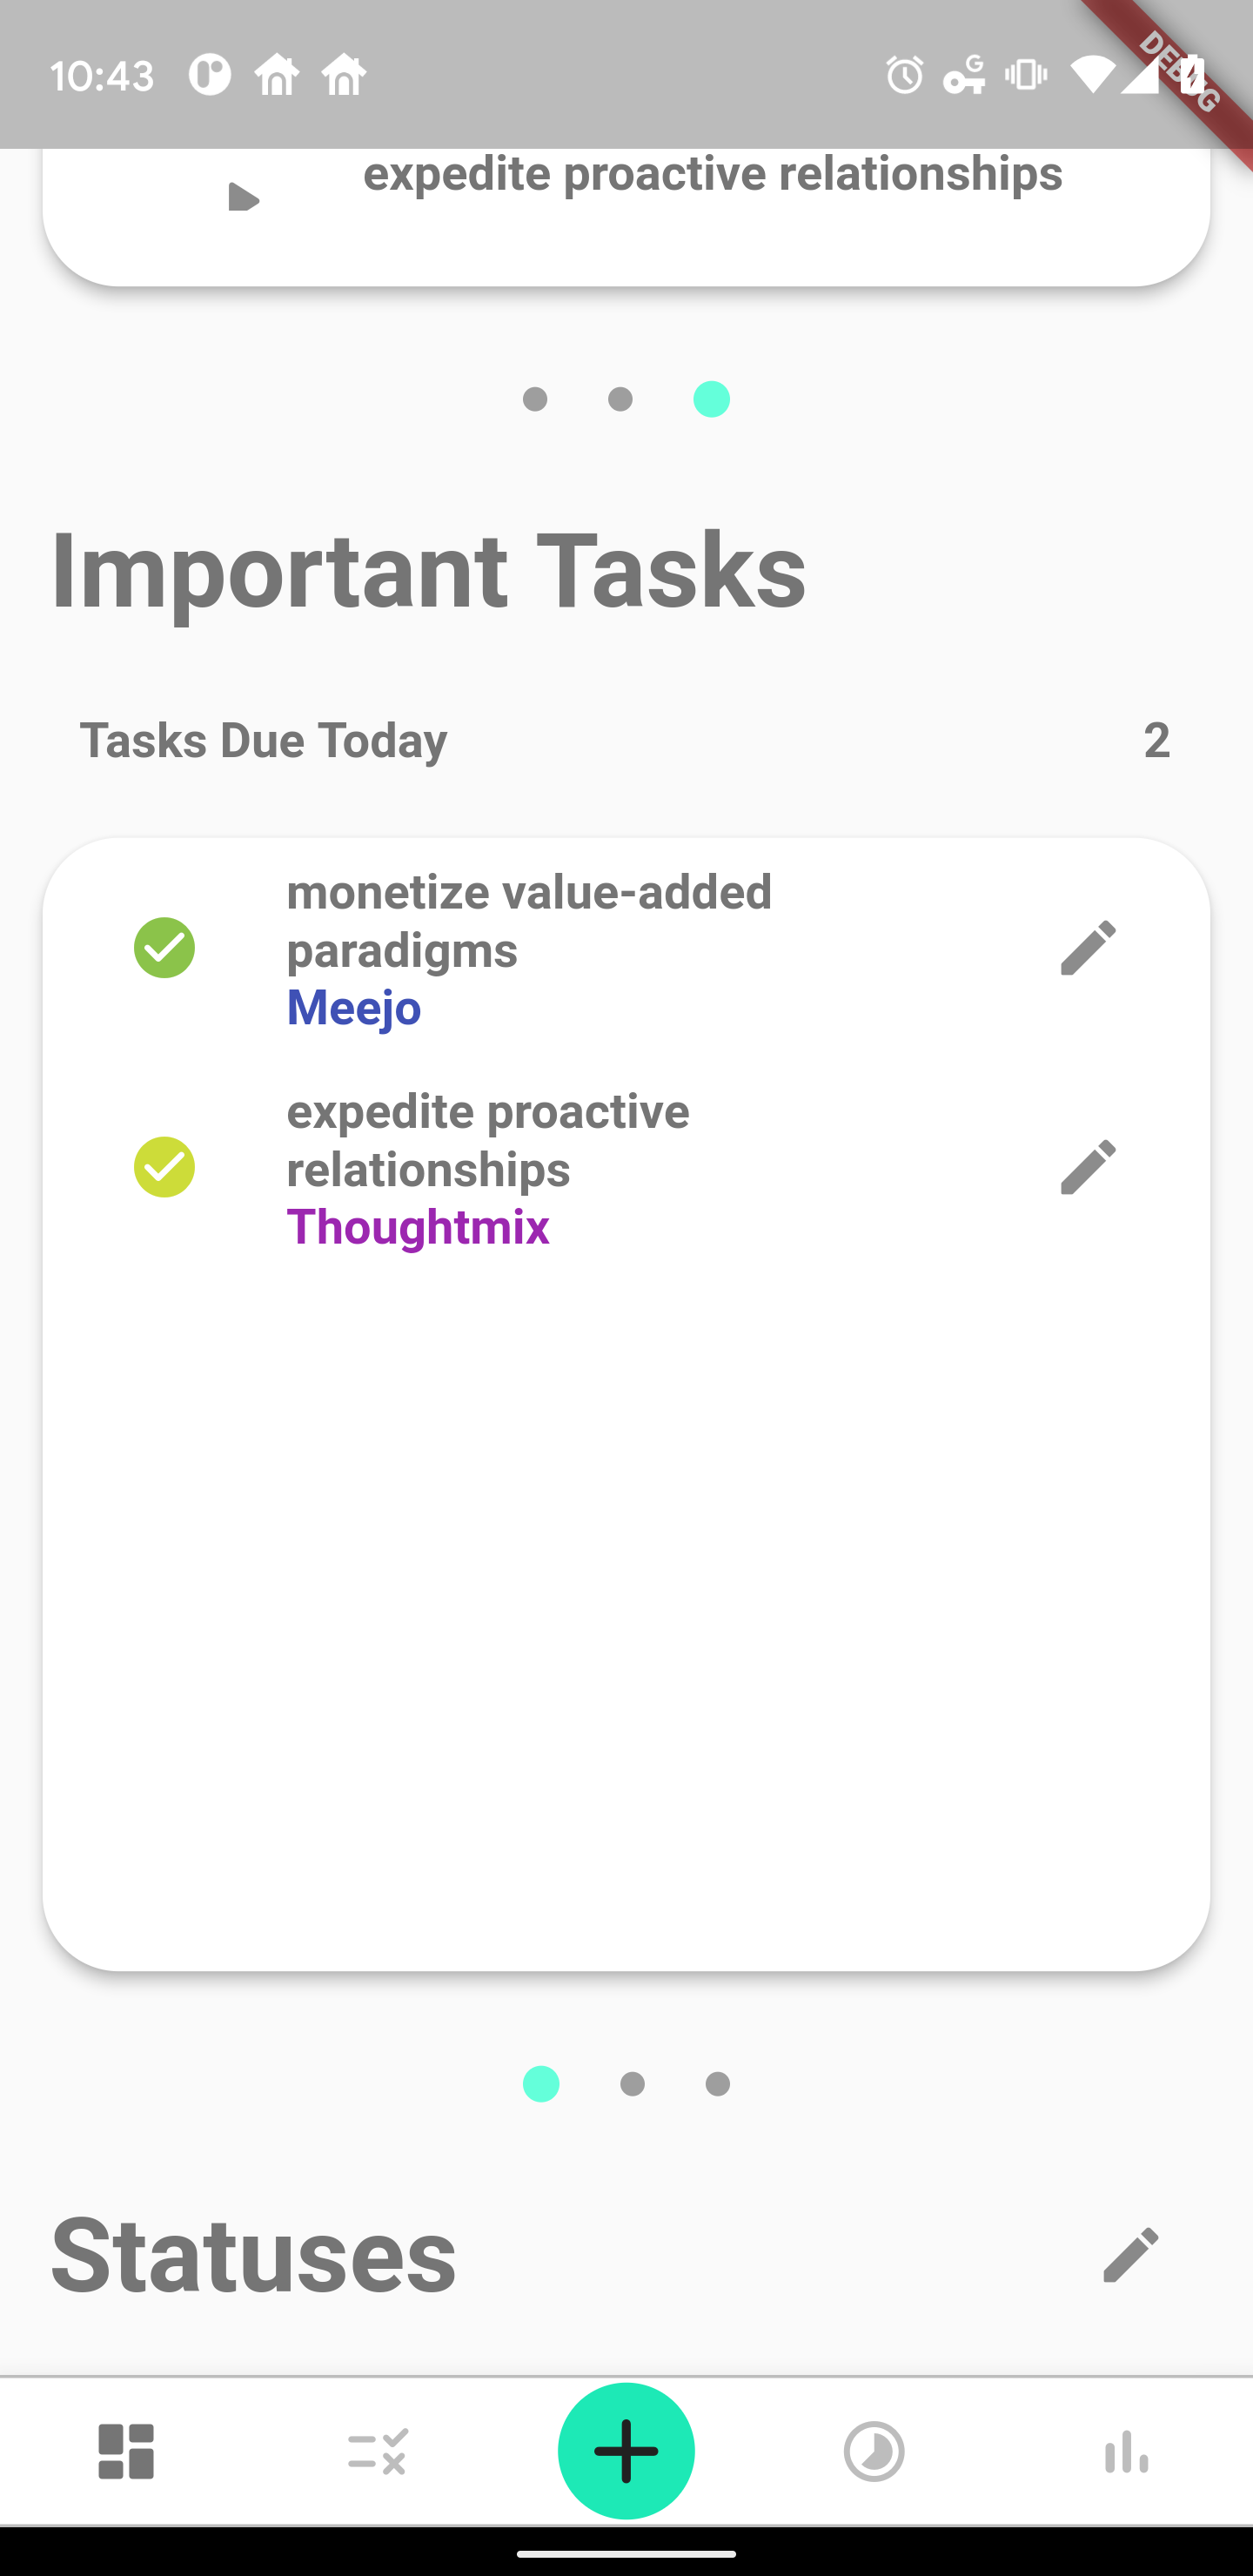 10:43
G
DEBUG
expedite proactive relationships
Important Tasks
Tasks Due Today 2
monetize value-added
paradigms
Meejo
expedite proactive
relationships
Thoughtmix
Statuses